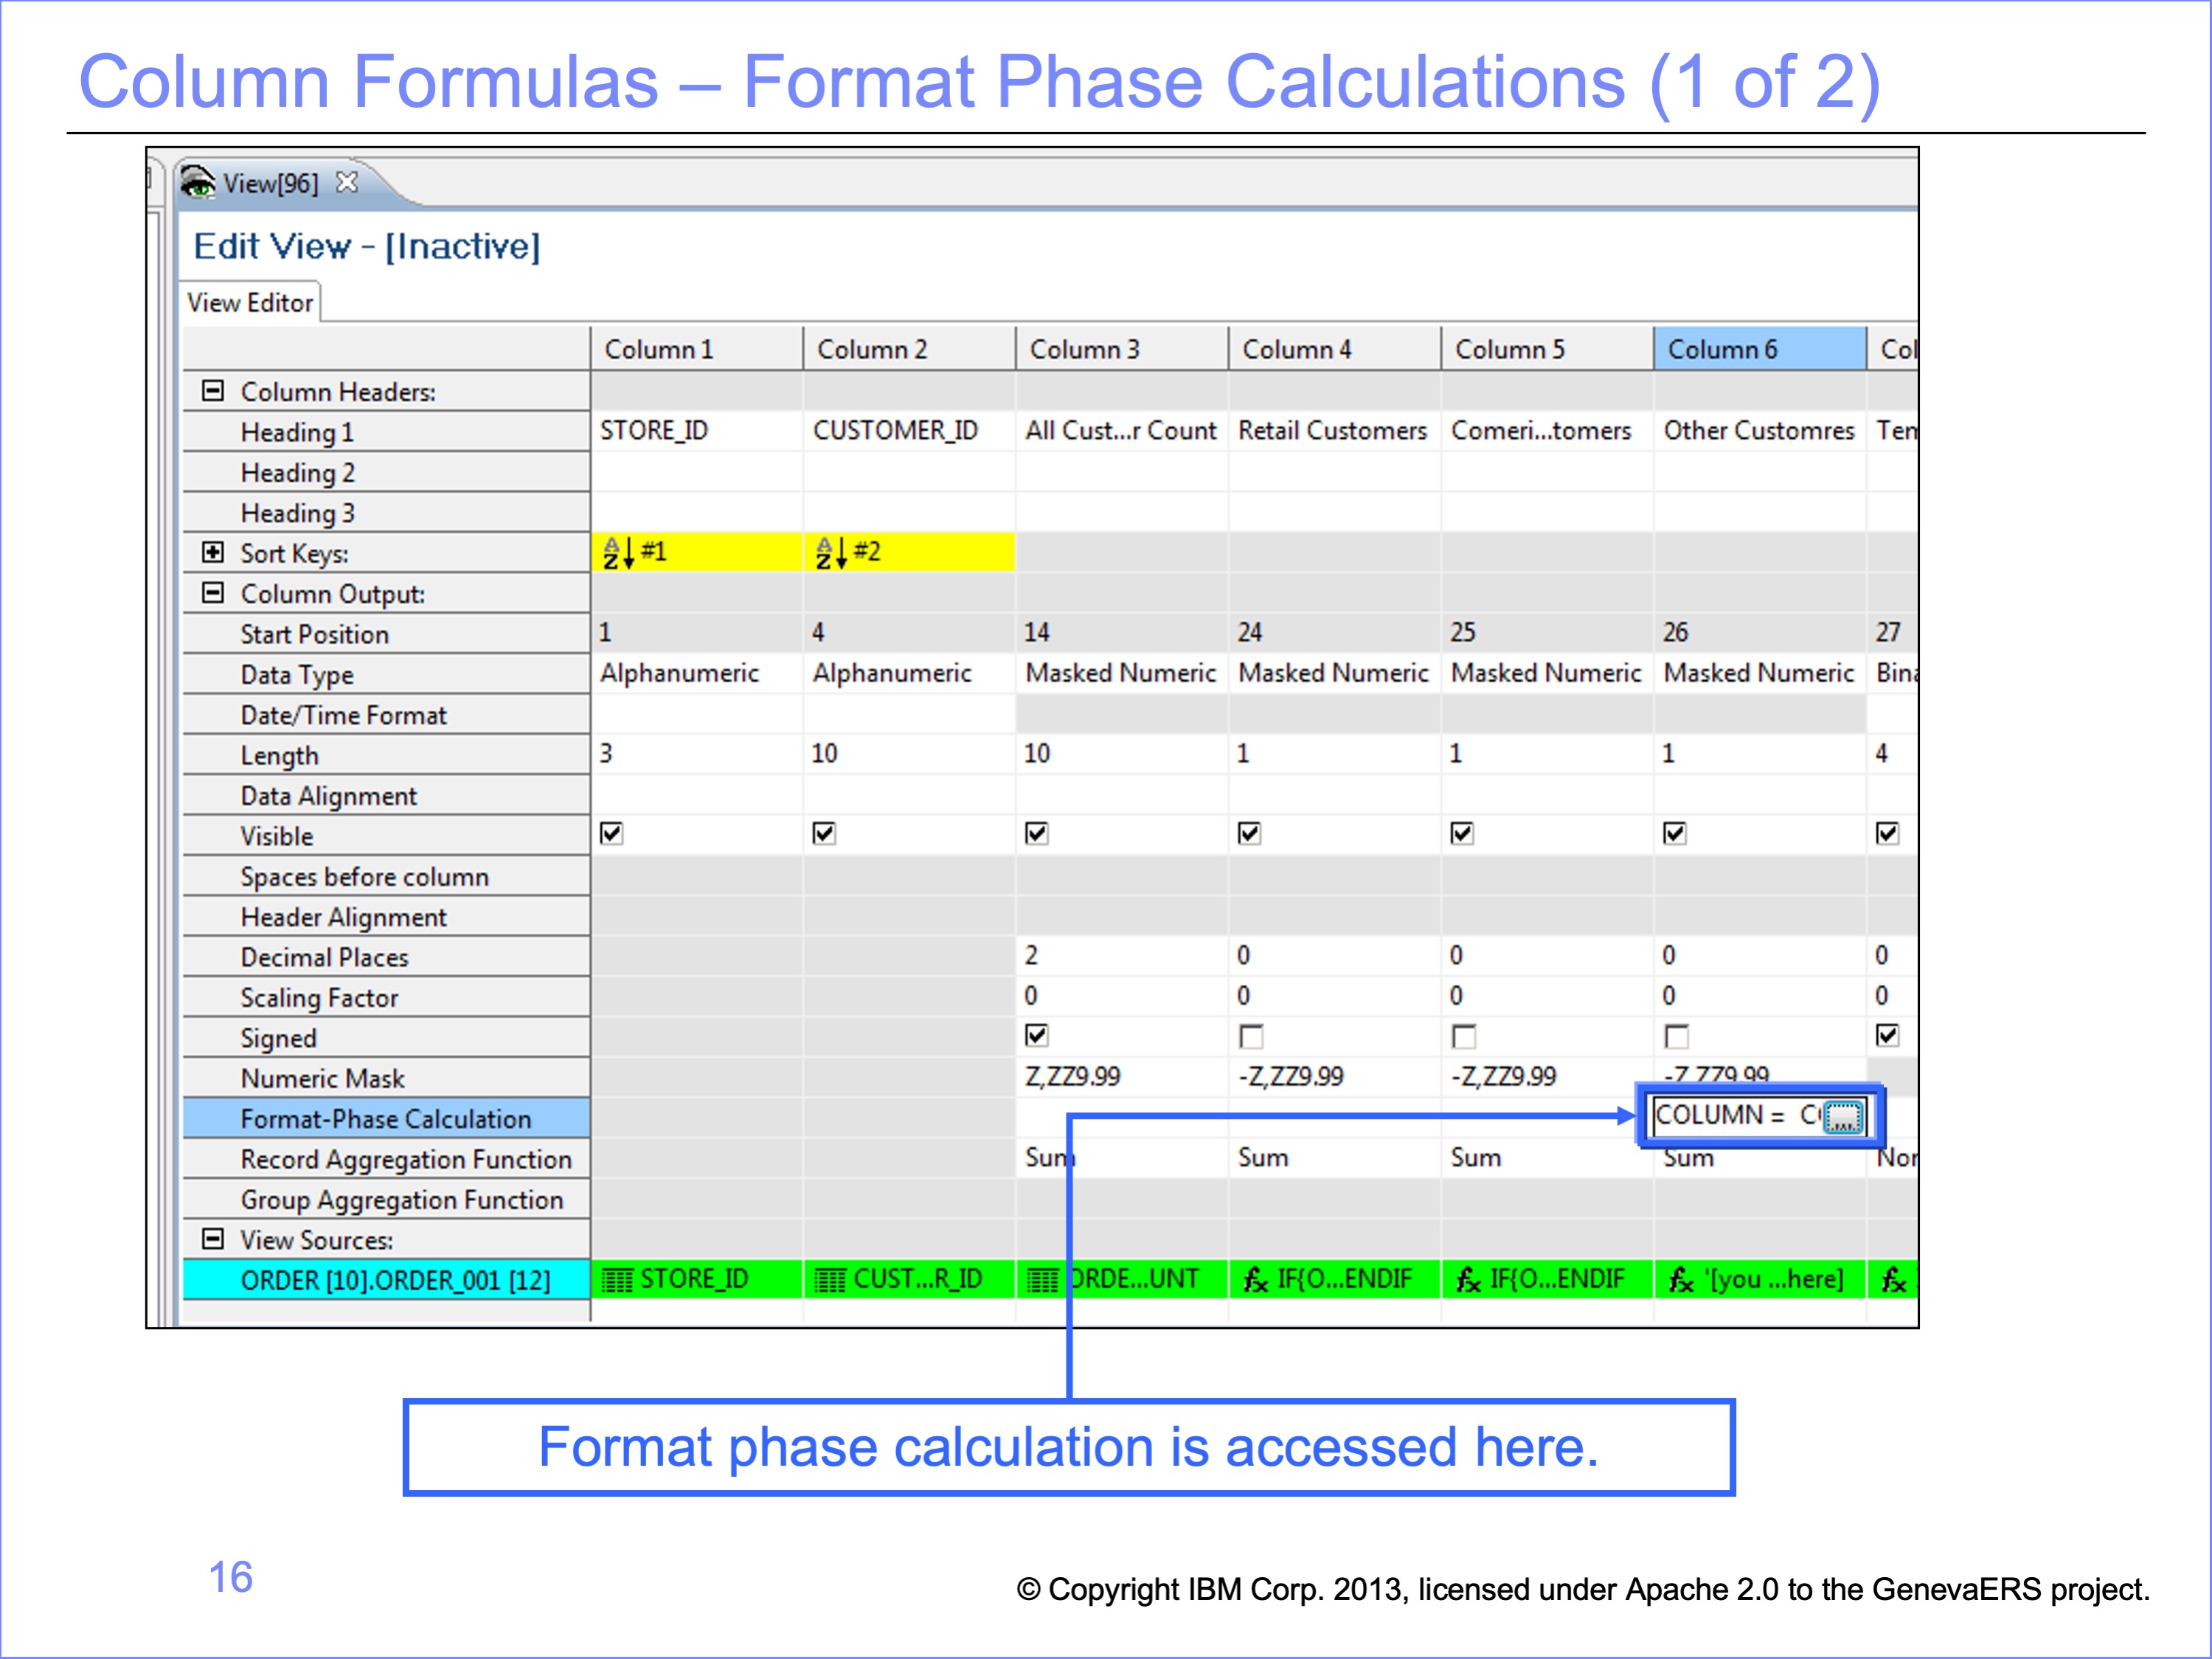 Column Formulas – Format Phase Calculations (1 of 2)
View[96]
Edit View - [Inactive]
View Editor
Column 1 Column 2 Column 3 Column 4 Column 5 Column 6 Col
Column Headers:
Heading 1 STORE_ID CUSTOMER_ID All Cust...r Count Retail Customers Comeri...tomers Other Customres Ten
Heading 2
Heading 3
Sort Keys: #1 #2
Column Output:
Start Position 1 4 14 24 25 26 27
Data Type Alphanumeric Alphanumeric Masked Numeric Masked Numeric Masked Numeric Masked Numeric Bina
Date/Time Format
Length 3 10 10 1 1 1 4
Data Alignment
Visible
Spaces before column
Header Alignment
Decimal Places 2 0 0 0 0
Scaling Factor 0 0 0 0 0
Signed
Numeric Mask Z,ZZ9.99 -Z,ZZ9.99 -Z,ZZ9.99 -Z,ZZ9.99
Format-Phase Calculation COLUMN = C ...
Record Aggregation Function Sum Sum Sum Sum Nor
Group Aggregation Function
View Sources:
ORDER [10].ORDER_001 [12] STORE_ID CUST...R_ID ORDE...UNT fx IF{O...ENDIF fx IF{O...ENDIF fx '[you ...here] fx
Format phase calculation is accessed here.
16
© Copyright IBM Corp. 2013, licensed under Apache 2.0 to the GenevaERS project.